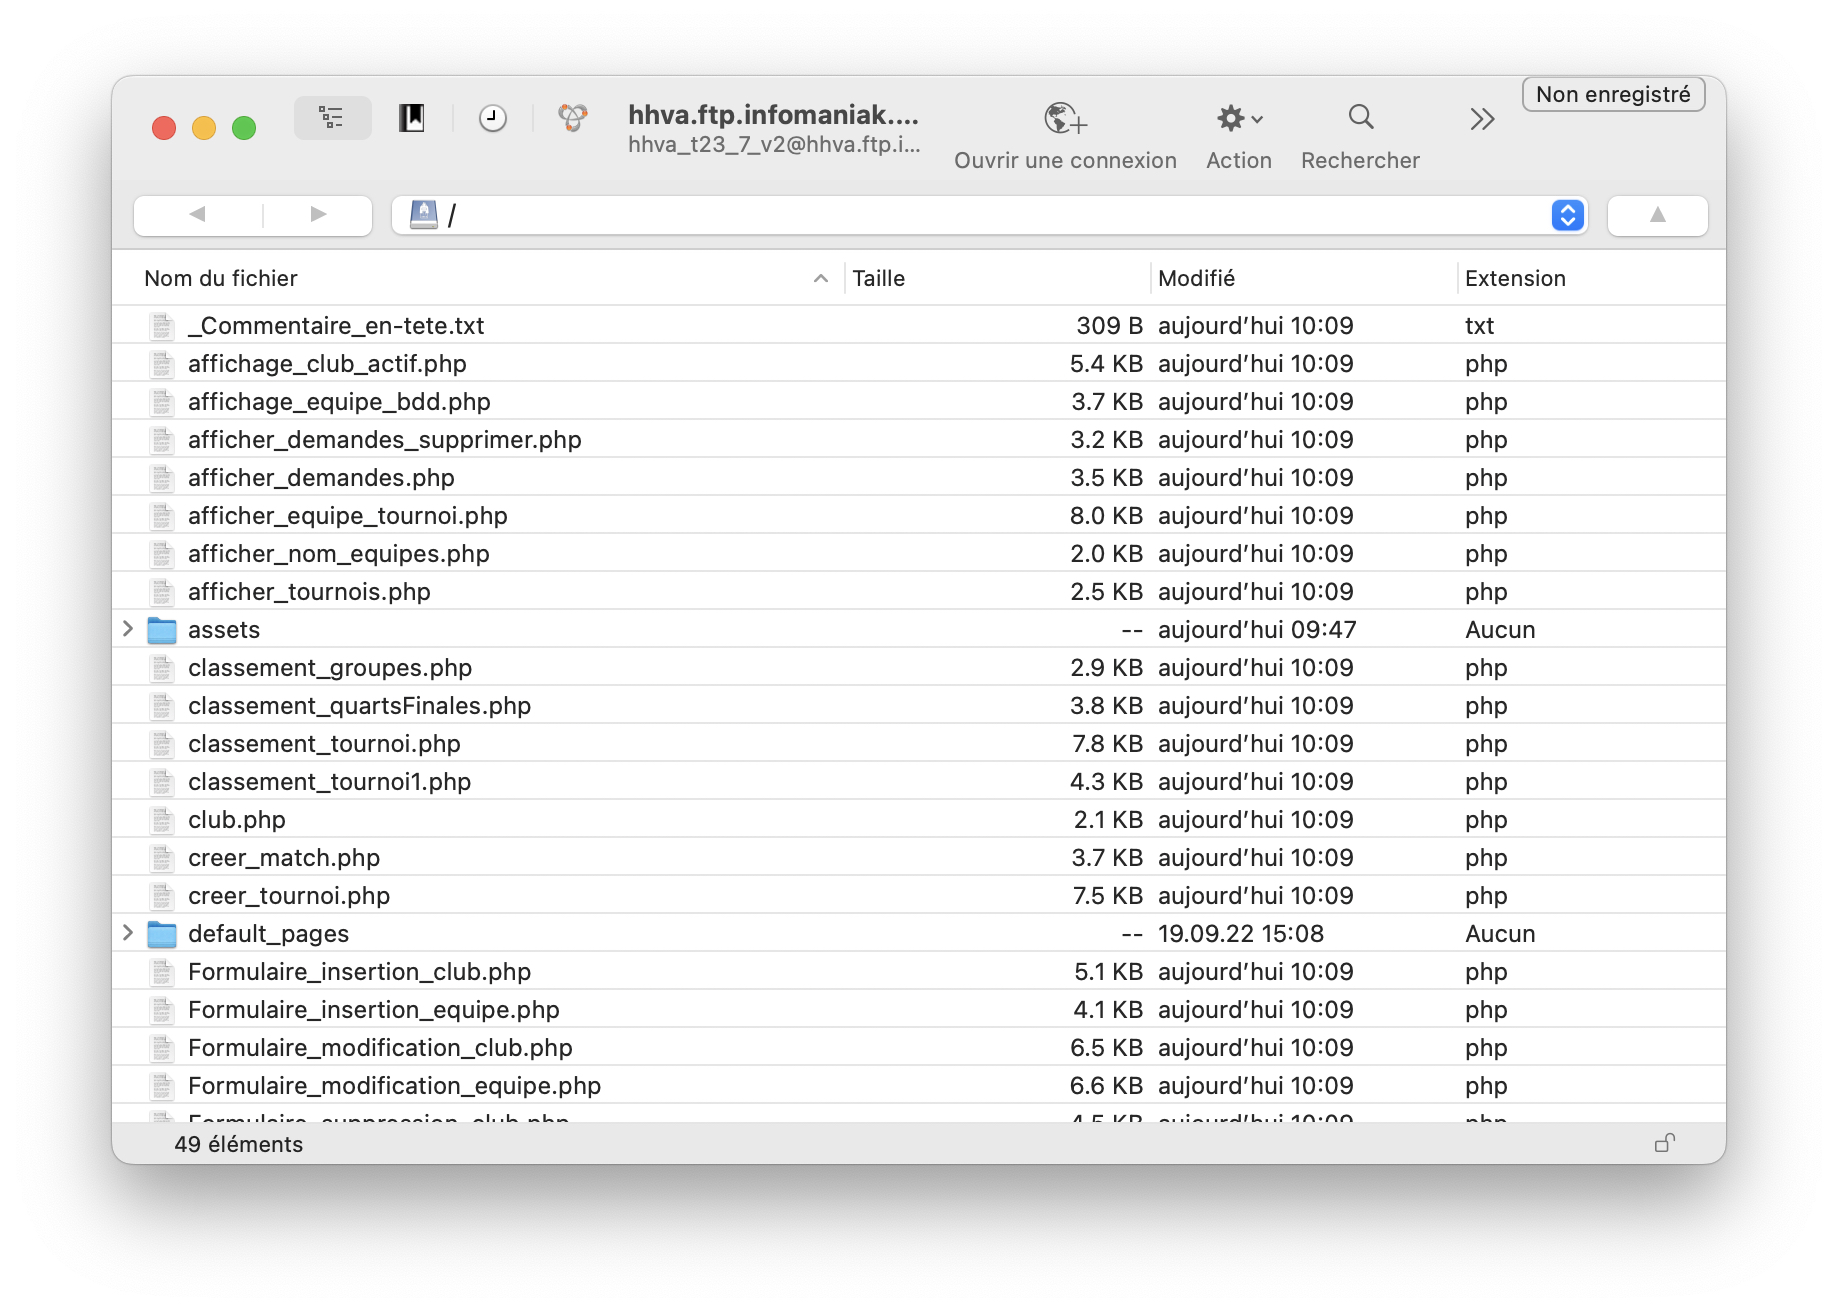 Non enregistré
hhva.ftp.infomaniak....
hhva_t23_7_v2@hhva.ftp.i...
Ouvrir une connexion
Action
Rechercher
/
Nom du fichier Taille Modifié Extension
_Commentaire_en-tete.txt 309 B aujourd’hui 10:09 txt
affichage_club_actif.php 5.4 KB aujourd’hui 10:09 php
affichage_equipe_bdd.php 3.7 KB aujourd’hui 10:09 php
afficher_demandes_supprimer.php 3.2 KB aujourd’hui 10:09 php
afficher_demandes.php 3.5 KB aujourd’hui 10:09 php
afficher_equipe_tournoi.php 8.0 KB aujourd’hui 10:09 php
afficher_nom_equipes.php 2.0 KB aujourd’hui 10:09 php
afficher_tournois.php 2.5 KB aujourd’hui 10:09 php
assets -- aujourd’hui 09:47 Aucun
classement_groupes.php 2.9 KB aujourd’hui 10:09 php
classement_quartsFinales.php 3.8 KB aujourd’hui 10:09 php
classement_tournoi.php 7.8 KB aujourd’hui 10:09 php
classement_tournoi1.php 4.3 KB aujourd’hui 10:09 php
club.php 2.1 KB aujourd’hui 10:09 php
creer_match.php 3.7 KB aujourd’hui 10:09 php
creer_tournoi.php 7.5 KB aujourd’hui 10:09 php
default_pages -- 19.09.22 15:08 Aucun
Formulaire_insertion_club.php 5.1 KB aujourd’hui 10:09 php
Formulaire_insertion_equipe.php 4.1 KB aujourd’hui 10:09 php
Formulaire_modification_club.php 6.5 KB aujourd’hui 10:09 php
Formulaire_modification_equipe.php 6.6 KB aujourd’hui 10:09 php
Formulaire_suppression_club.php 4.5 KB aujourd’hui 10:09 php
49 éléments